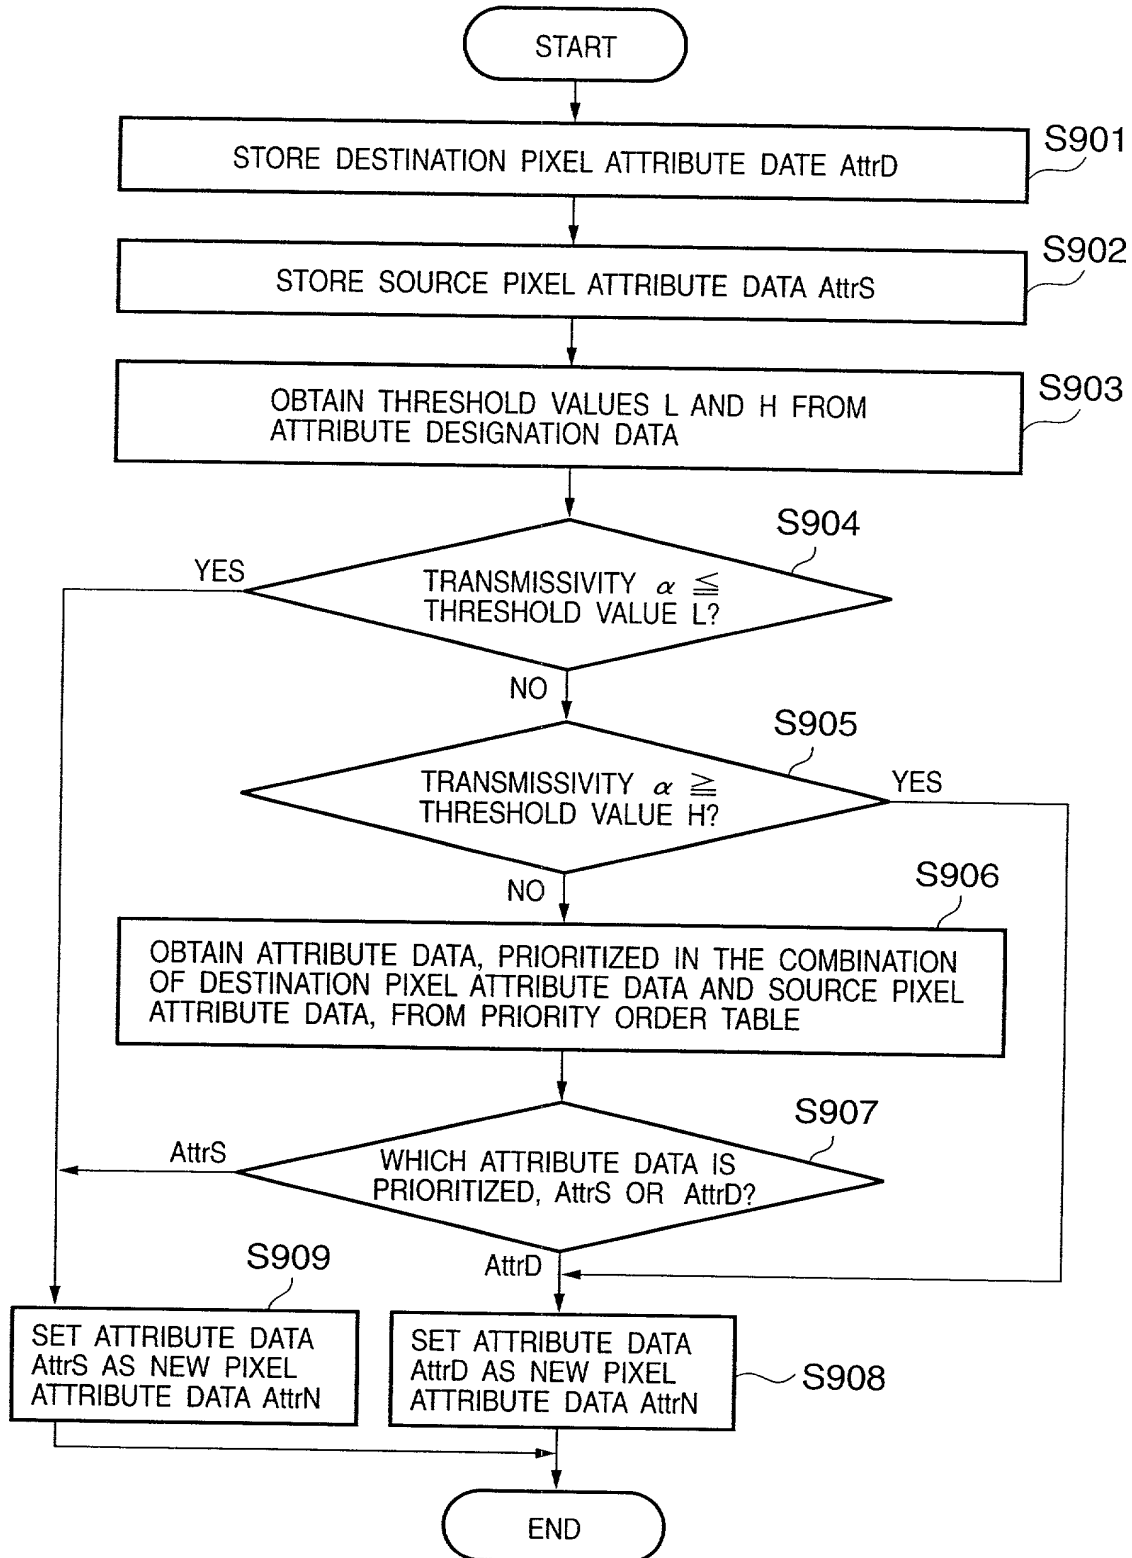 START
STORE DESTINATION PIXEL ATTRIBUTE DATE AttrD
S901
STORE SOURCE PIXEL ATTRIBUTE DATA AttrS
S902
OBTAIN THRESHOLD VALUES L AND H FROM
ATTRIBUTE DESIGNATION DATA
S903
S904
YES
TRANSMISSIVITY α ≦
THRESHOLD VALUE L?
NO
S905
TRANSMISSIVITY α ≧
THRESHOLD VALUE H?
YES
NO
S906
OBTAIN ATTRIBUTE DATA, PRIORITIZED IN THE COMBINATION
OF DESTINATION PIXEL ATTRIBUTE DATA AND SOURCE PIXEL
ATTRIBUTE DATA, FROM PRIORITY ORDER TABLE
S907
AttrS
WHICH ATTRIBUTE DATA IS
PRIORITIZED, AttrS OR AttrD?
AttrD
S909
SET ATTRIBUTE DATA
AttrS AS NEW PIXEL
ATTRIBUTE DATA AttrN
SET ATTRIBUTE DATA
AttrD AS NEW PIXEL
ATTRIBUTE DATA AttrN
S908
END